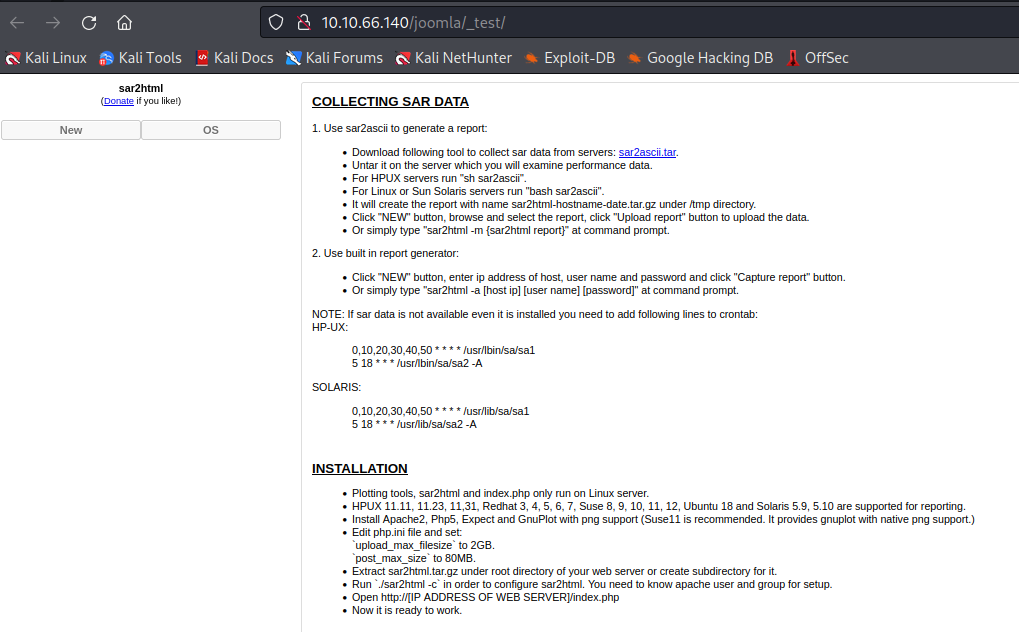 10.10.66.140/joomla/_test/
Kali Linux Kali Tools Kali Docs Kali Forums Kali NetHunter Exploit-DB Google Hacking DB OffSec
sar2html
(Donate if you like!)
New OS
COLLECTING SAR DATA
1. Use sar2ascii to generate a report:
• Download following tool to collect sar data from servers: sar2ascii.tar.
• Untar it on the server which you will examine performance data.
• For HPUX servers run "sh sar2ascii".
• For Linux or Sun Solaris servers run "bash sar2ascii".
• It will create the report with name sar2html-hostname-date.tar.gz under /tmp directory.
• Click "NEW" button, browse and select the report, click "Upload report" button to upload the data.
• Or simply type "sar2html -m {sar2html report}" at command prompt.
2. Use built in report generator:
• Click "NEW" button, enter ip address of host, user name and password and click "Capture report" button.
• Or simply type "sar2html -a [host ip] [user name] [password]" at command prompt.
NOTE: If sar data is not available even it is installed you need to add following lines to crontab:
HP-UX:
0,10,20,30,40,50 * * * * /usr/lbin/sa/sa1
5 18 * * * /usr/lbin/sa/sa2 -A
SOLARIS:
0,10,20,30,40,50 * * * * /usr/lib/sa/sa1
5 18 * * * /usr/lib/sa/sa2 -A
INSTALLATION
• Plotting tools, sar2html and index.php only run on Linux server.
• HPUX 11.11, 11.23, 11,31, Redhat 3, 4, 5, 6, 7, Suse 8, 9, 10, 11, 12, Ubuntu 18 and Solaris 5.9, 5.10 are supported for reporting.
• Install Apache2, Php5, Expect and GnuPlot with png support (Suse11 is recommended. It provides gnuplot with native png support.)
• Edit php.ini file and set:
`upload_max_filesize` to 2GB.
`post_max_size` to 80MB.
• Extract sar2html.tar.gz under root directory of your web server or create subdirectory for it.
• Run `./sar2html -c` in order to configure sar2html. You need to know apache user and group for setup.
• Open http://[IP ADDRESS OF WEB SERVER]/index.php
• Now it is ready to work.